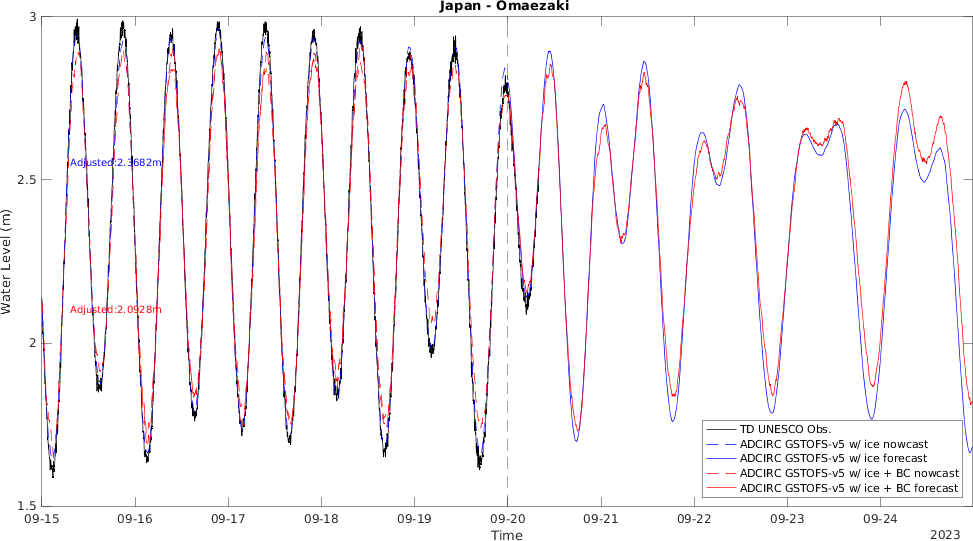 Japan - Omaezaki
3
2.5
2
1.5
Water Level (m)
Adjusted:2.3682m
Adjusted:2.0928m
TD UNESCO Obs.
ADCIRC GSTOFS-v5 w/ ice nowcast
ADCIRC GSTOFS-v5 w/ ice forecast
ADCIRC GSTOFS-v5 w/ ice + BC nowcast
ADCIRC GSTOFS-v5 w/ ice + BC forecast
09-15 09-16 09-17 09-18 09-19 09-20 09-21 09-22 09-23 09-24
Time
2023